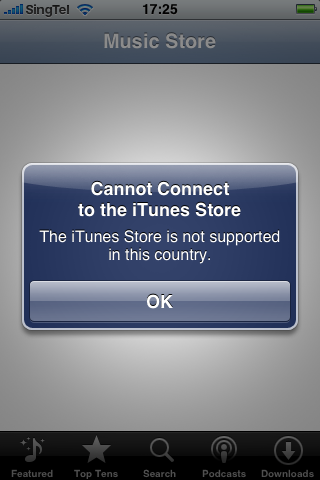 SingTel 17:25
Music Store
Cannot Connect
to the iTunes Store
The iTunes Store is not supported
in this country.
OK
Featured Top Tens Search Podcasts Downloads